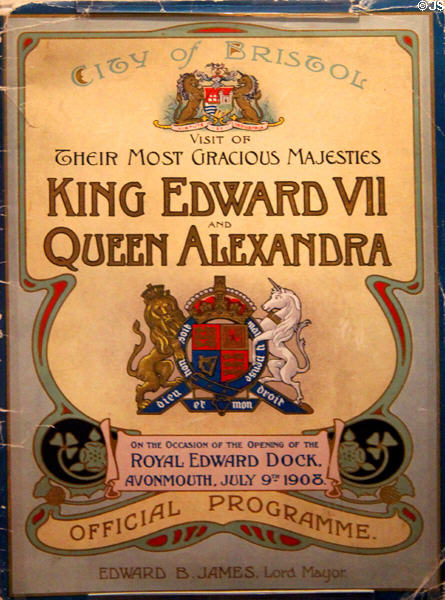 © JS
CITY of BRISTOL
VISIT OF
THEIR MOST GRACIOUS MAJESTIES
KING EDWARD VII
AND
QUEEN ALEXANDRA
honi soit qui mal y pense
dieu et mon droit
ON THE OCCASION OF THE OPENING OF THE
ROYAL EDWARD DOCK,
AVONMOUTH, JULY 9TH 1908.
OFFICIAL PROGRAMME.
EDWARD B. JAMES, Lord Mayor.